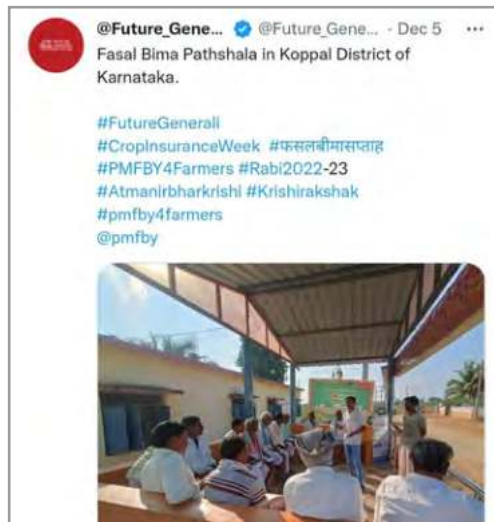 @Future_Gene... @Future_Gene... · Dec 5 ···
Fasal Bima Pathshala in Koppal District of
Karnataka.
#FutureGenerali
#CropInsuranceWeek #फसलबीमासप्ताह
#PMFBY4Farmers #Rabi2022-23
#Atmanirbharkrishi #Krishirakshak
#pmfby4farmers
@pmfby